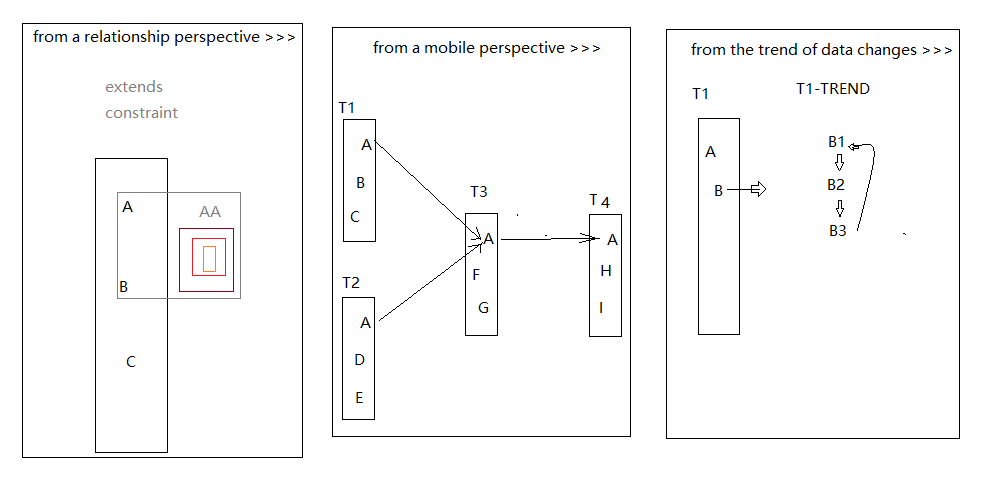 from a relationship perspective >>>
extends
constraint
A
AA
B
C
from a mobile perspective >>>
T1
A
B
C
T2
A
D
E
T3
A
F
G
T 4
A
H
I
from the trend of data changes >>>
T1
T1-TREND
A
B
B1
B2
B3